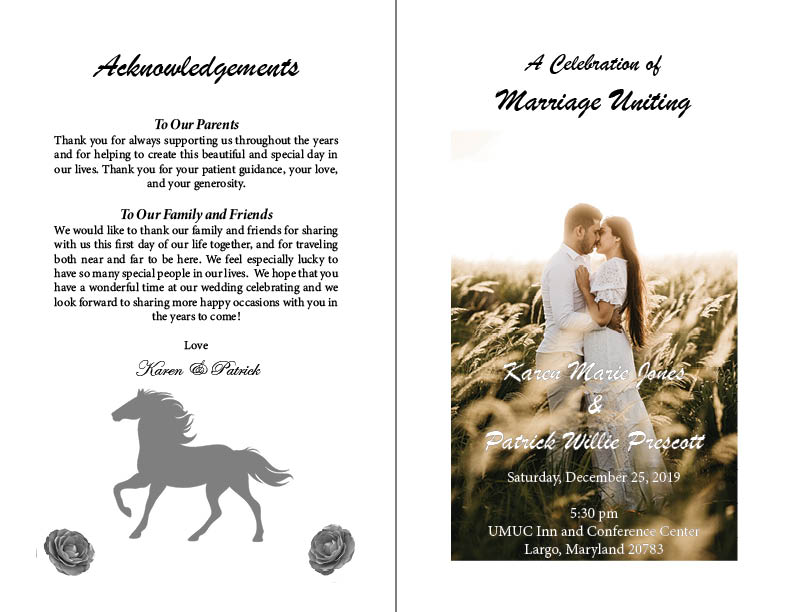 Acknowledgements
To Our Parents
Thank you for always supporting us throughout the years
and for helping to create this beautiful and special day in
our lives. Thank you for your patient guidance, your love,
and your generosity.
To Our Family and Friends
We would like to thank our family and friends for sharing
with us this first day of our life together, and for traveling
both near and far to be here. We feel especially lucky to
have so many special people in our lives. We hope that you
have a wonderful time at our wedding celebrating and we
look forward to sharing more happy occasions with you in
the years to come!
Love
Karen & Patrick
A Celebration of
Marriage Uniting
Karen Marie Jones
&
Patrick Willie Prescott
Saturday, December 25, 2019
5:30 pm
UMUC Inn and Conference Center
Largo, Maryland 20783